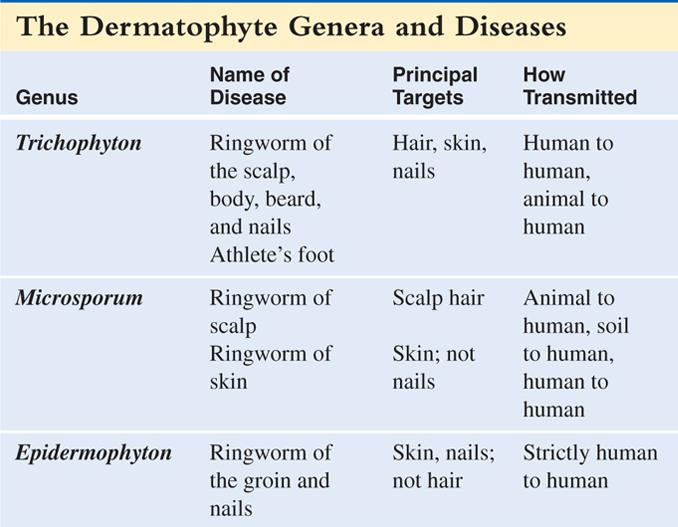 The Dermatophyte Genera and Diseases
Genus
Name of
Disease
Principal
Targets
How
Transmitted
Trichophyton
Ringworm of
the scalp,
body, beard,
and nails
Athlete's foot
Hair, skin,
nails
Human to
human,
animal to
human
Microsporum
Ringworm of
scalp
Ringworm of
skin
Scalp hair
Skin; not
nails
Animal to
human, soil
to human,
human to
human
Epidermophyton
Ringworm of
the groin and
nails
Skin, nails;
not hair
Strictly human
to human